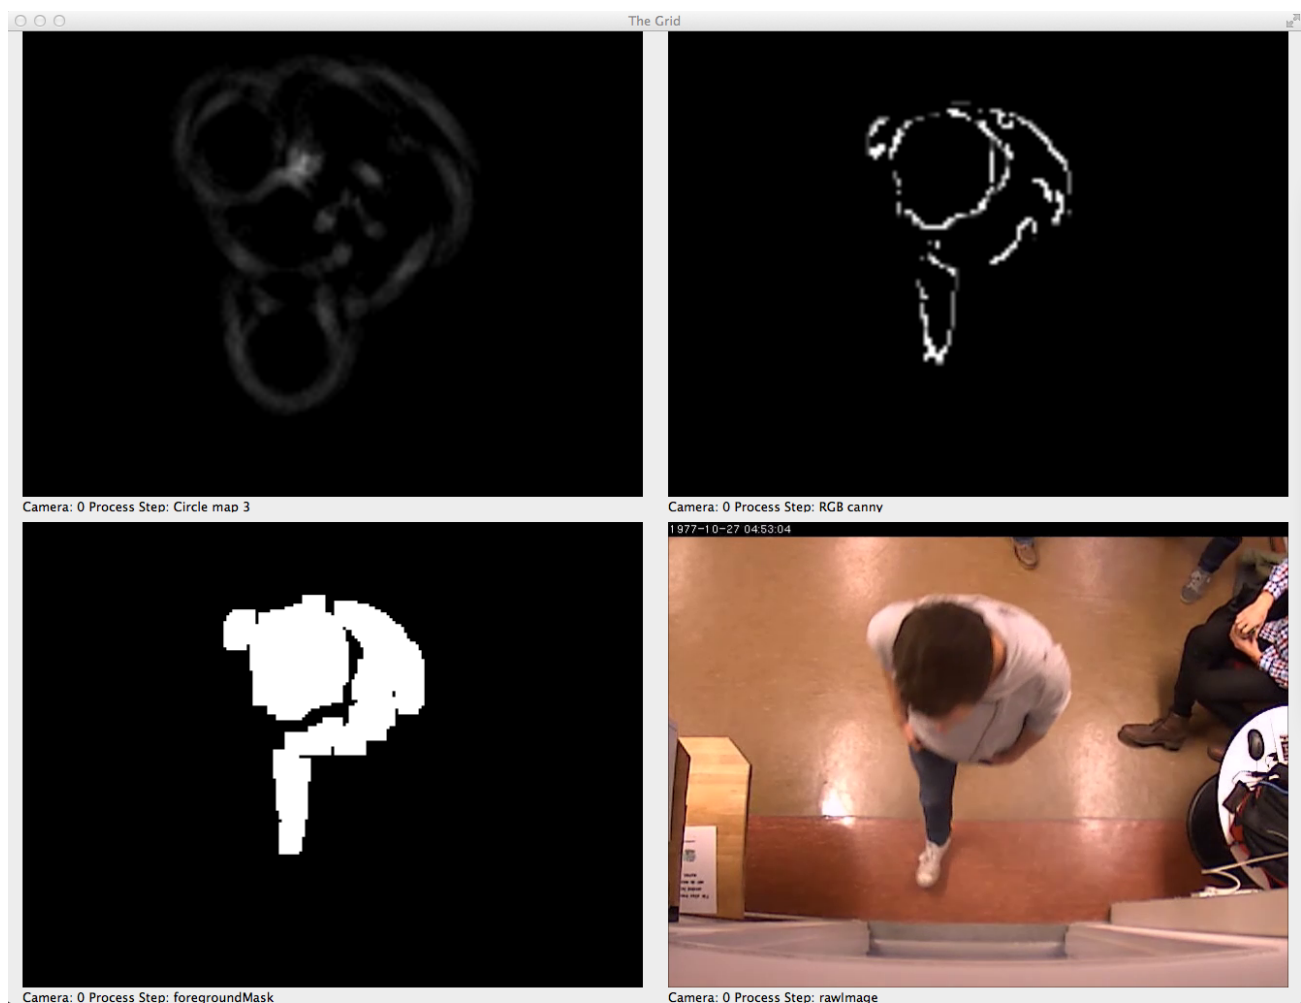 The Grid
Camera: 0 Process Step: Circle map 3
Camera: 0 Process Step: RGB canny
1977-10-27 04:53:04
Camera: 0 Process Step: foregroundMask
Camera: 0 Process Step: rawImage